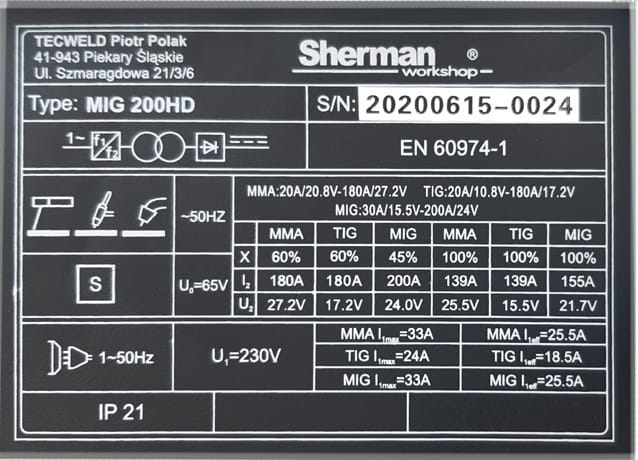 TECWELD Piotr Polak
41-943 Piekary Śląskie
Ul. Szmaragdowa 21/3/6
Sherman ®
workshop
Type: MIG 200HD
S/N: 20200615-0024
1~ f1/f2
EN 60974-1
~50HZ
MMA:20A/20.8V-180A/27.2V TIG:20A/10.8V-180A/17.2V
MIG:30A/15.5V-200A/24V
MMA TIG MIG MMA TIG MIG
X 60% 60% 45% 100% 100% 100%
S
U₀=65V
I₂ 180A 180A 200A 139A 139A 155A
U₂ 27.2V 17.2V 24.0V 25.5V 15.5V 21.7V
1~50Hz
U₁=230V
MMA I1max=33A MMA I1eff=25.5A
TIG I1max=24A TIG I1eff=18.5A
MIG I1max=33A MIG I1eff=25.5A
IP 21